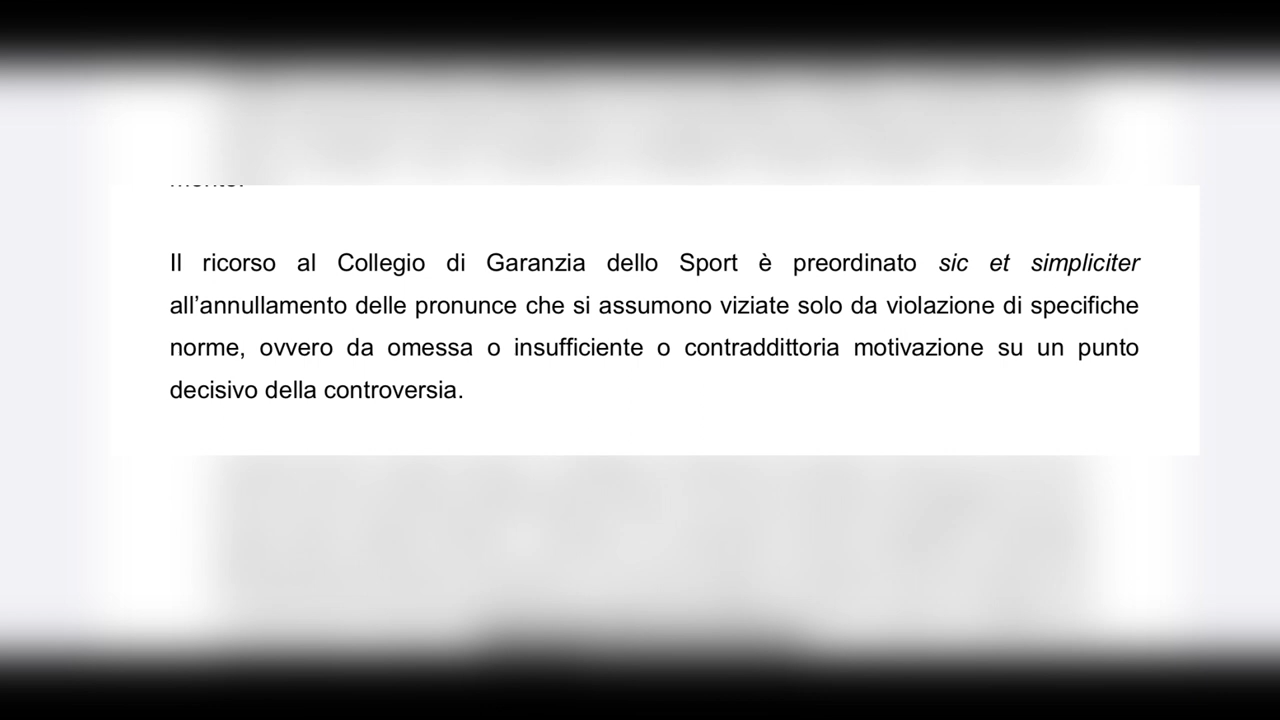 Il ricorso al Collegio di Garanzia dello Sport è preordinato sic et simpliciter
all’annullamento delle pronunce che si assumono viziate solo da violazione di specifiche
norme, ovvero da omessa o insufficiente o contraddittoria motivazione su un punto
decisivo della controversia.